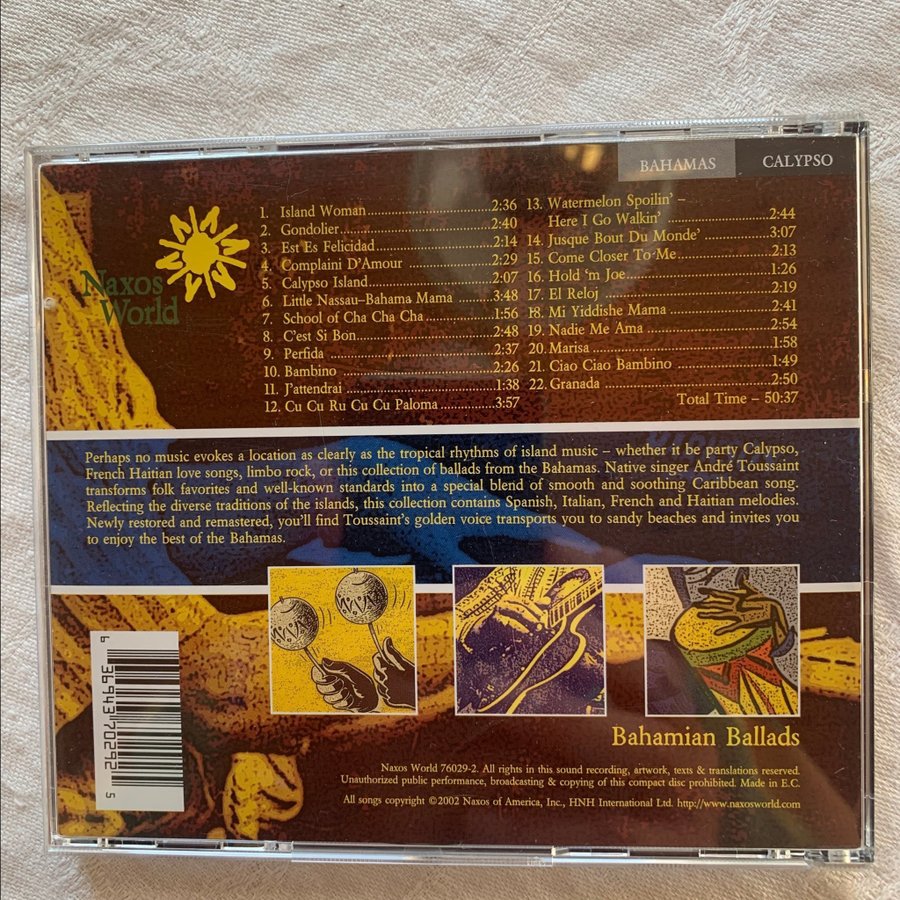 BAHAMAS CALYPSO
Naxos
World
1. Island Woman 2:36
2. Gondolier 2:40
3. Est Es Felicidad 2:14
4. Complaini D'Amour 2:29
5. Calypso Island 2:07
6. Little Nassau–Bahama Mama 3:48
7. School of Cha Cha Cha 1:56
8. C'est Si Bon 2:48
9. Perfida 2:37
10. Bambino 2:26
11. J'attendrai 1:38
12. Cu Cu Ru Cu Cu Paloma 3:57
13. Watermelon Spoilin' –
Here I Go Walkin' 2:44
14. Jusque Bout Du Monde' 3:07
15. Come Closer To Me 2:13
16. Hold 'm Joe 1:26
17. El Reloj 2:19
18. Mi Yiddishe Mama 2:41
19. Nadie Me Ama 2:54
20. Marisa 1:58
21. Ciao Ciao Bambino 1:49
22. Granada 2:50
Total Time – 50:37
Perhaps no music evokes a location as clearly as the tropical rhythms of island music – whether it be party Calypso,
French Haitian love songs, limbo rock, or this collection of ballads from the Bahamas. Native singer André Toussaint
transforms folk favorites and well-known standards into a special blend of smooth and soothing Caribbean song.
Reflecting the diverse traditions of the islands, this collection contains Spanish, Italian, French and Haitian melodies.
Newly restored and remastered, you'll find Toussaint's golden voice transports you to sandy beaches and invites you
to enjoy the best of the Bahamas.
6 36943 70292 5
Bahamian Ballads
Naxos World 76029-2. All rights in this sound recording, artwork, texts & translations reserved.
Unauthorized public performance, broadcasting & copying of this compact disc prohibited. Made in E.C.
All songs copyright ©2002 Naxos of America, Inc., HNH International Ltd. http://www.naxosworld.com